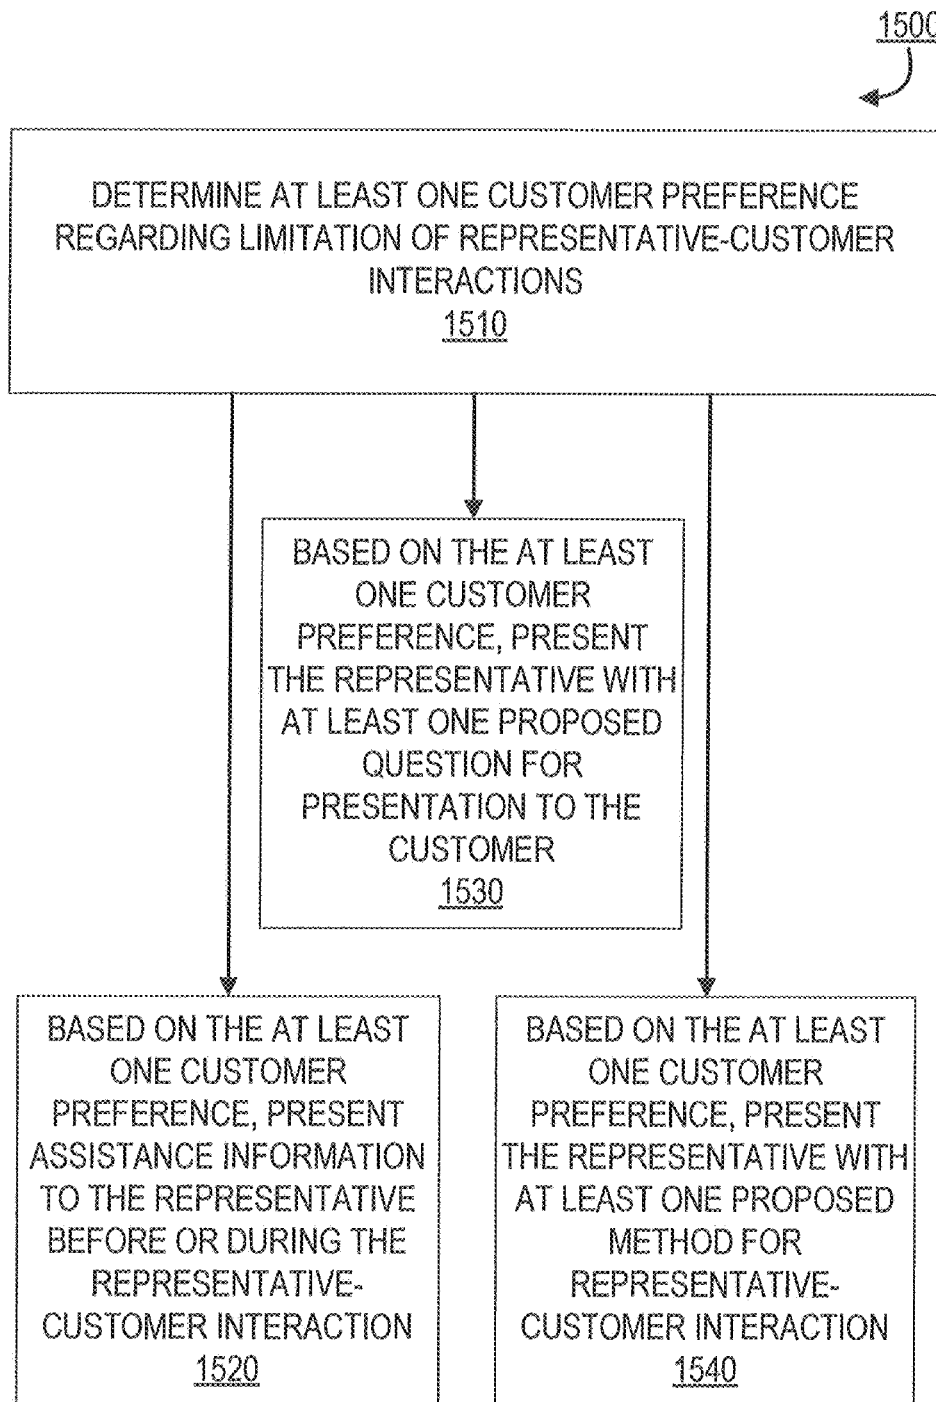 1500
DETERMINE AT LEAST ONE CUSTOMER PREFERENCE
REGARDING LIMITATION OF REPRESENTATIVE-CUSTOMER
INTERACTIONS
1510
BASED ON THE AT LEAST
ONE CUSTOMER
PREFERENCE, PRESENT
THE REPRESENTATIVE WITH
AT LEAST ONE PROPOSED
QUESTION FOR
PRESENTATION TO THE
CUSTOMER
1530
BASED ON THE AT LEAST
ONE CUSTOMER
PREFERENCE, PRESENT
ASSISTANCE INFORMATION
TO THE REPRESENTATIVE
BEFORE OR DURING THE
REPRESENTATIVE-
CUSTOMER INTERACTION
1520
BASED ON THE AT LEAST
ONE CUSTOMER
PREFERENCE, PRESENT
THE REPRESENTATIVE WITH
AT LEAST ONE PROPOSED
METHOD FOR
REPRESENTATIVE-
CUSTOMER INTERACTION
1540